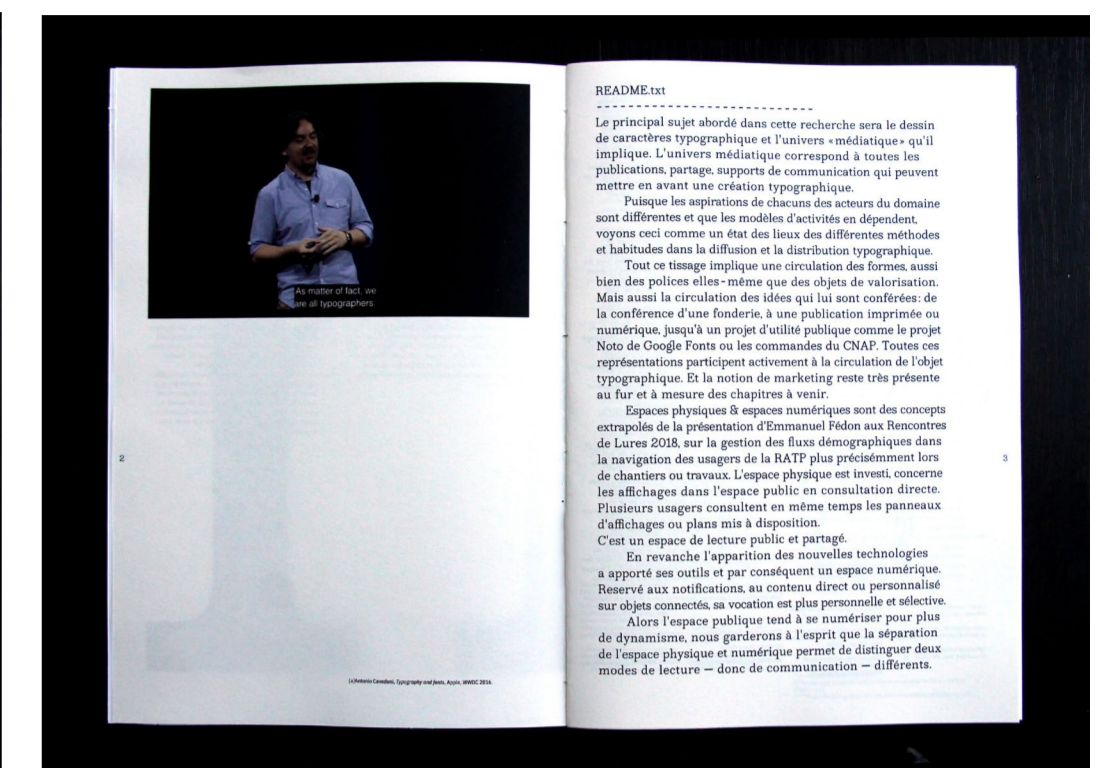 As matter of fact, we
are all typographers.
2
[a]Antonio Cavedoni, Typography and fonts, Apple, WWDC 2016.
README.txt
- - - - - - - - - - - - - - - - - - - - - - - - - - - - -
Le principal sujet abordé dans cette recherche sera le dessin
de caractères typographique et l'univers «médiatique» qu'il
implique. L'univers médiatique correspond à toutes les
publications, partage, supports de communication qui peuvent
mettre en avant une création typographique.
Puisque les aspirations de chacuns des acteurs du domaine
sont différentes et que les modèles d'activités en dépendent,
voyons ceci comme un état des lieux des différentes méthodes
et habitudes dans la diffusion et la distribution typographique.
Tout ce tissage implique une circulation des formes, aussi
bien des polices elles-même que des objets de valorisation.
Mais aussi la circulation des idées qui lui sont conférées: de
la conférence d'une fonderie, à une publication imprimée ou
numérique, jusqu'à un projet d'utilité publique comme le projet
Noto de Google Fonts ou les commandes du CNAP. Toutes ces
représentations participent activement à la circulation de l'objet
typographique. Et la notion de marketing reste très présente
au fur et à mesure des chapitres à venir.
Espaces physiques & espaces numériques sont des concepts
extrapolés de la présentation d'Emmanuel Fédon aux Rencontres
de Lures 2018, sur la gestion des fluxs démographiques dans
la navigation des usagers de la RATP plus précisémment lors
de chantiers ou travaux. L'espace physique est investi, concerne
les affichages dans l'espace public en consultation directe.
Plusieurs usagers consultent en même temps les panneaux
d'affichages ou plans mis à disposition.
C'est un espace de lecture public et partagé.
En revanche l'apparition des nouvelles technologies
a apporté ses outils et par conséquent un espace numérique.
Reservé aux notifications, au contenu direct ou personnalisé
sur objets connectés, sa vocation est plus personnelle et sélective.
Alors l'espace publique tend à se numériser pour plus
de dynamisme, nous garderons à l'esprit que la séparation
de l'espace physique et numérique permet de distinguer deux
modes de lecture — donc de communication — différents.
3